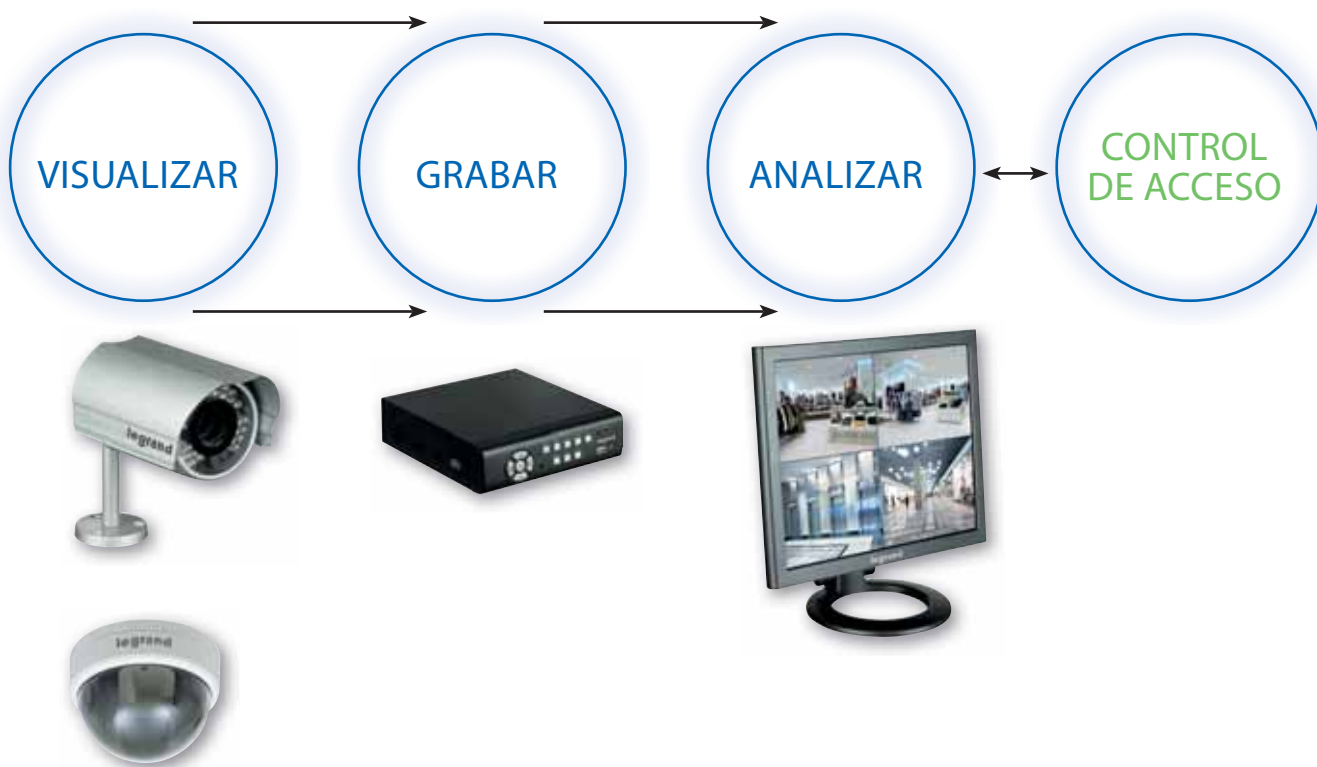 VISUALIZAR
GRABAR
ANALIZAR
CONTROL
DE ACCESO
legrand
legrand
legrand